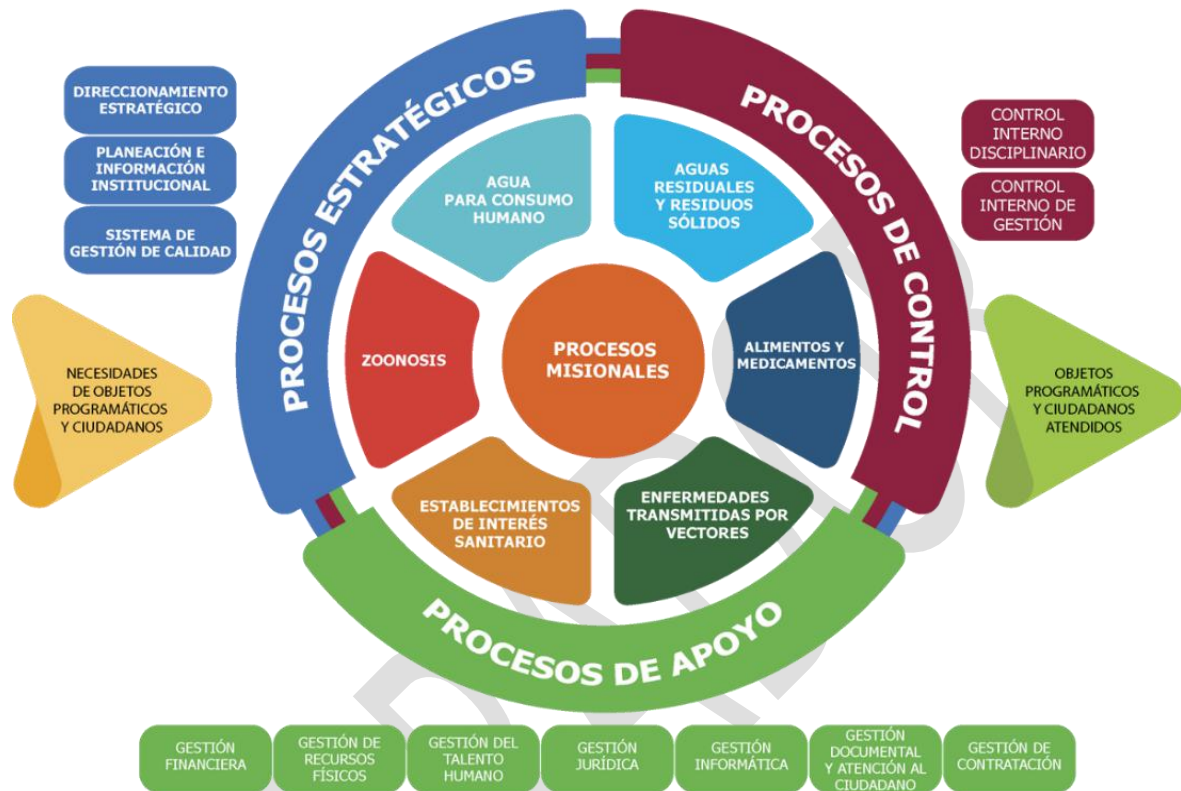 PROCESOS ESTRATÉGICOS
PROCESOS DE CONTROL
DIRECCIONAMIENTO
ESTRATÉGICO
PLANEACIÓN E
INFORMACIÓN
INSTITUCIONAL
SISTEMA DE
GESTIÓN DE CALIDAD
CONTROL
INTERNO
DISCIPLINARIO
CONTROL
INTERNO DE
GESTIÓN
AGUA
PARA CONSUMO
HUMANO
AGUAS
RESIDUALES
Y RESIDUOS
SÓLIDOS
ZOONOSIS
PROCESOS
MISIONALES
ALIMENTOS Y
MEDICAMENTOS
NECESIDADES
DE OBJETOS
PROGRAMÁTICOS
Y CIUDADANOS
OBJETOS
PROGRAMÁTICOS
Y CIUDADANOS
ATENDIDOS
ESTABLECIMIENTOS
DE INTERÉS
SANITARIO
ENFERMEDADES
TRANSMITIDAS POR
VECTORES
PROCESOS DE APOYO
GESTIÓN
FINANCIERA
GESTIÓN DE
RECURSOS
FÍSICOS
GESTIÓN DEL
TALENTO
HUMANO
GESTIÓN
JURÍDICA
GESTIÓN
INFORMÁTICA
GESTIÓN
DOCUMENTAL
Y ATENCIÓN AL
CIUDADANO
GESTIÓN DE
CONTRATACIÓN